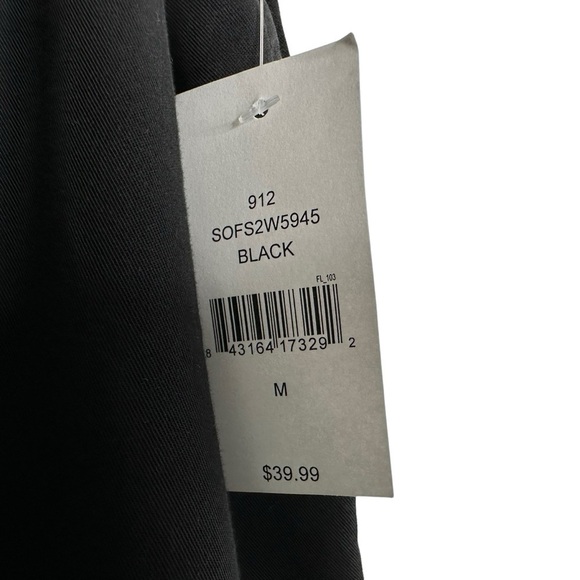 912
SOFS2W5945
BLACK
FL_103
8 43164 17329 2
M
$39.99